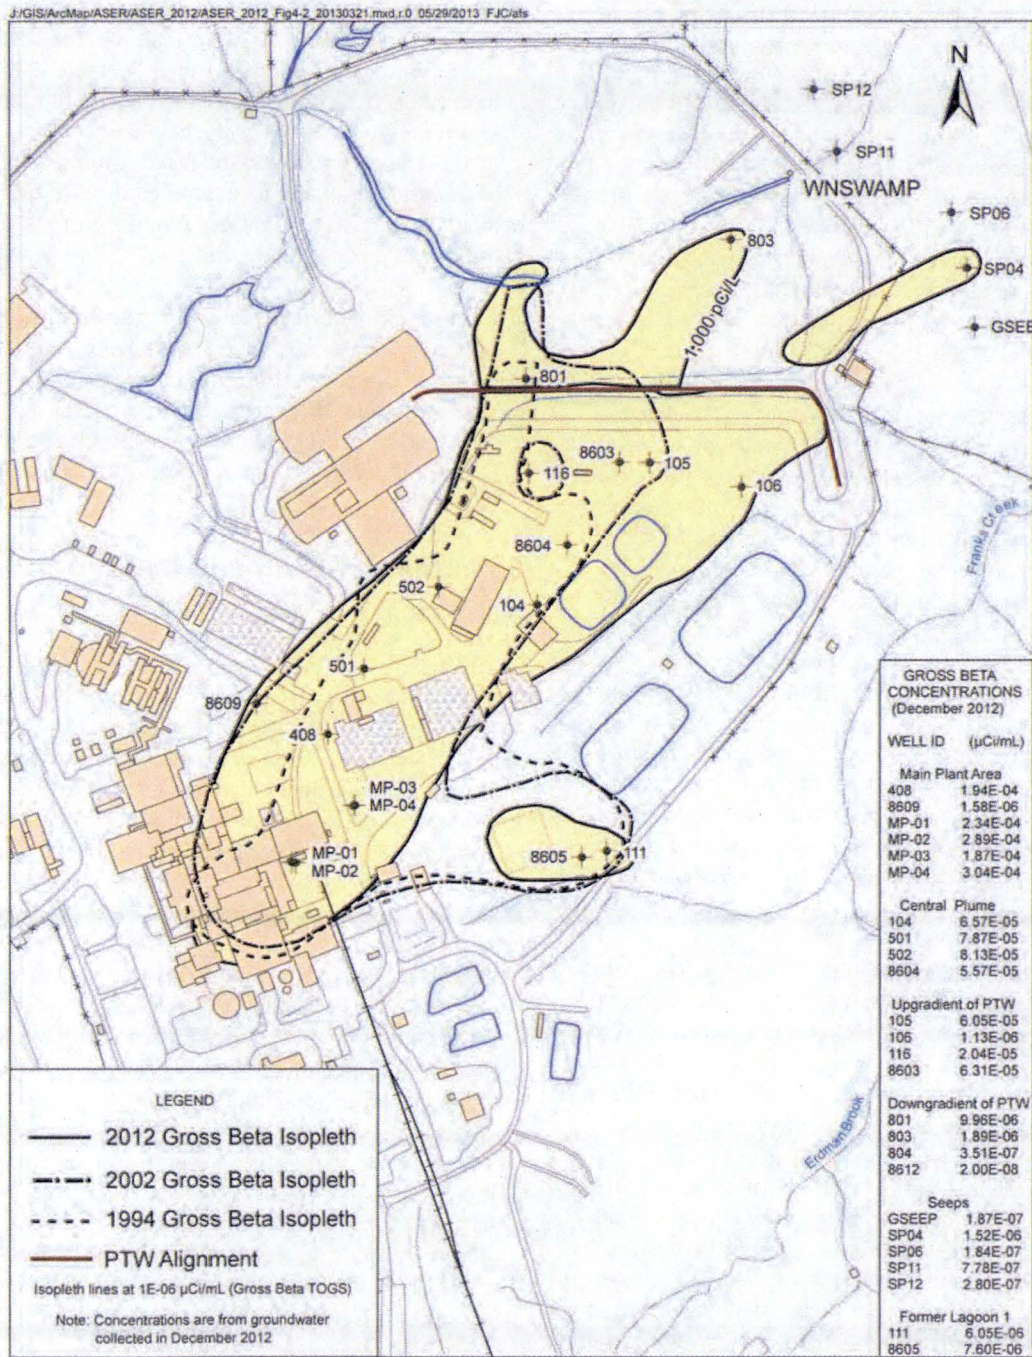 J:/GIS/ArcMap/ASER/ASER_2012/ASER_2012_Fig4-2_20130321.mxd,r.0 05/29/2013 FJC/afs
N
SP12
SP11
WNSWAMP
SP06
803
SP04
1,000 pCi/L
GSEE
801
8603
105
116
106
8604
Franks Creek
502
104
501
8609
408
MP-03
MP-04
MP-01
MP-02
8605
111
Erdman Brook
GROSS BETA
CONCENTRATIONS
(December 2012)
WELL ID (µCi/mL)
Main Plant Area
408 1.94E-04
8609 1.58E-06
MP-01 2.34E-04
MP-02 2.89E-04
MP-03 1.87E-04
MP-04 3.04E-04
Central Plume
104 6.57E-05
501 7.87E-05
502 8.13E-05
8604 5.57E-05
Upgradient of PTW
105 6.05E-05
106 1.13E-06
116 2.04E-05
8603 6.31E-05
Downgradient of PTW
801 9.96E-06
803 1.89E-06
804 3.51E-07
8612 2.00E-08
Seeps
GSEEP 1.87E-07
SP04 1.52E-06
SP06 1.84E-07
SP11 7.78E-07
SP12 2.80E-07
Former Lagoon 1
111 6.05E-06
8605 7.60E-06
LEGEND
2012 Gross Beta Isopleth
2002 Gross Beta Isopleth
1994 Gross Beta Isopleth
PTW Alignment
Isopleth lines at 1E-06 µCi/mL (Gross Beta TOGS)
Note: Concentrations are from groundwater
collected in December 2012